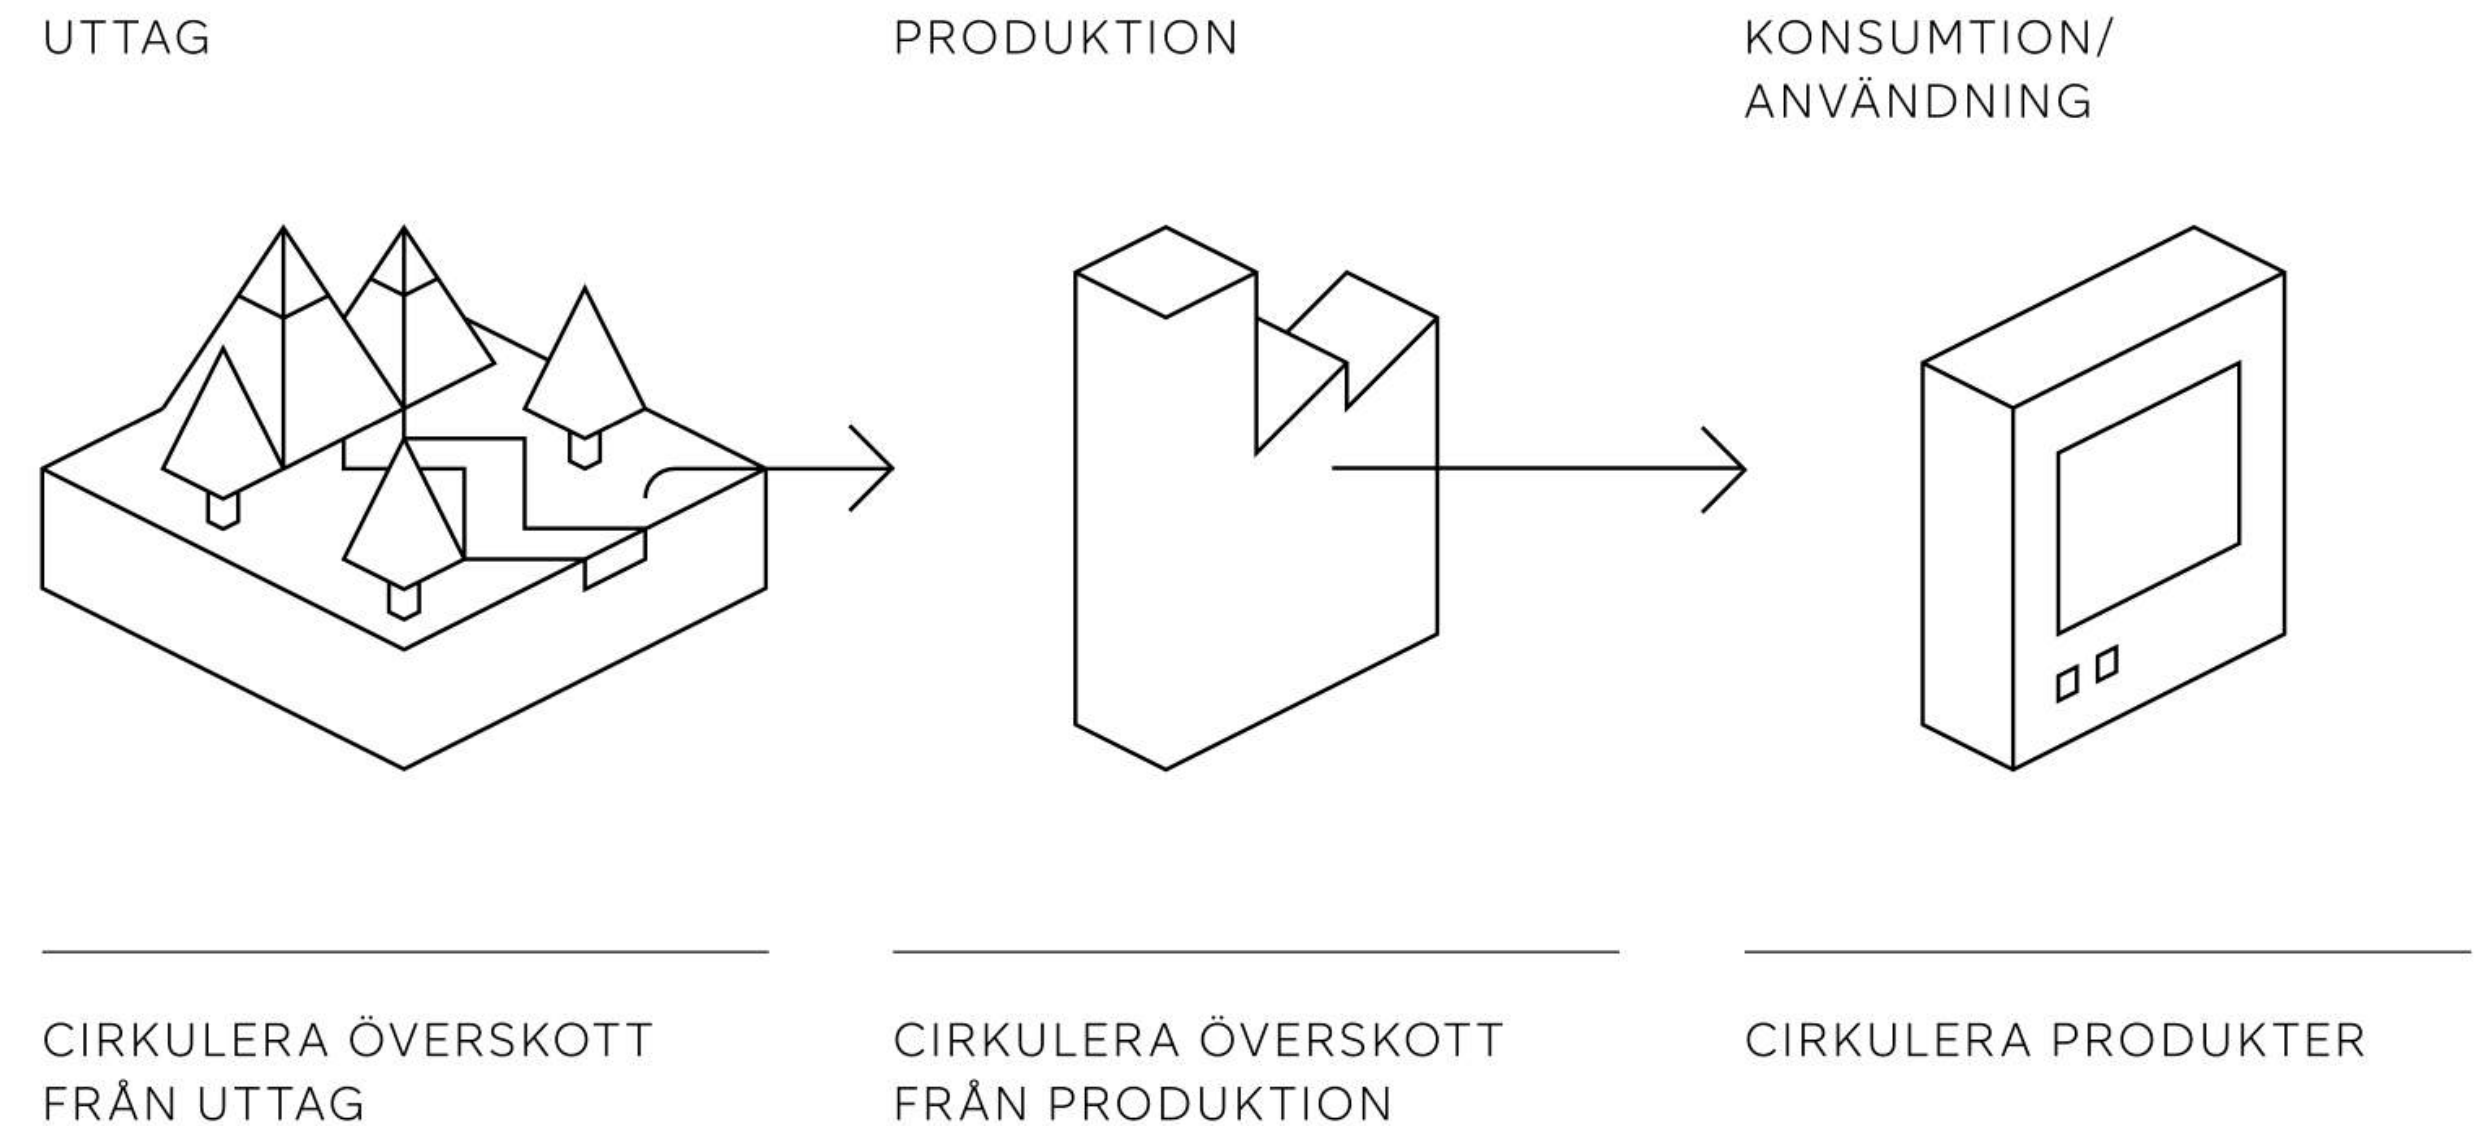 UTTAG
PRODUKTION
KONSUMTION/
ANVÄNDNING
CIRKULERA ÖVERSKOTT
FRÅN UTTAG
CIRKULERA ÖVERSKOTT
FRÅN PRODUKTION
CIRKULERA PRODUKTER